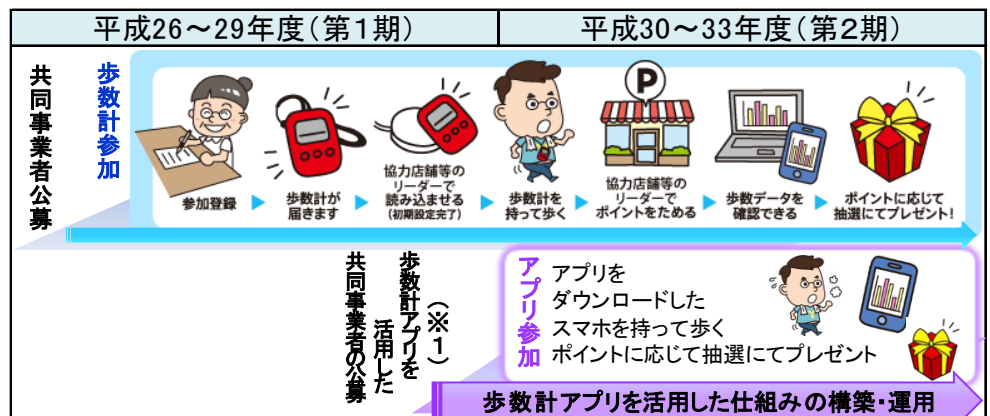 平成26～29年度（第１期）
平成30～33年度（第２期）
共同事業者公募
歩数計参加
参加登録
歩数計が
届きます
協力店舗等の
リーダーで
読み込ませる
（初期設定完了）
歩数計を
持って歩く
P
協力店舗等の
リーダーで
ポイントをためる
歩数データを
確認できる
ポイントに応じて
抽選にてプレゼント！
（※１）
歩数計アプリを
活用した
共同事業者の公募
アプリ参加
アプリを
ダウンロードした
スマホを持って歩く
ポイントに応じて抽選にてプレゼント
歩数計アプリを活用した仕組みの構築・運用